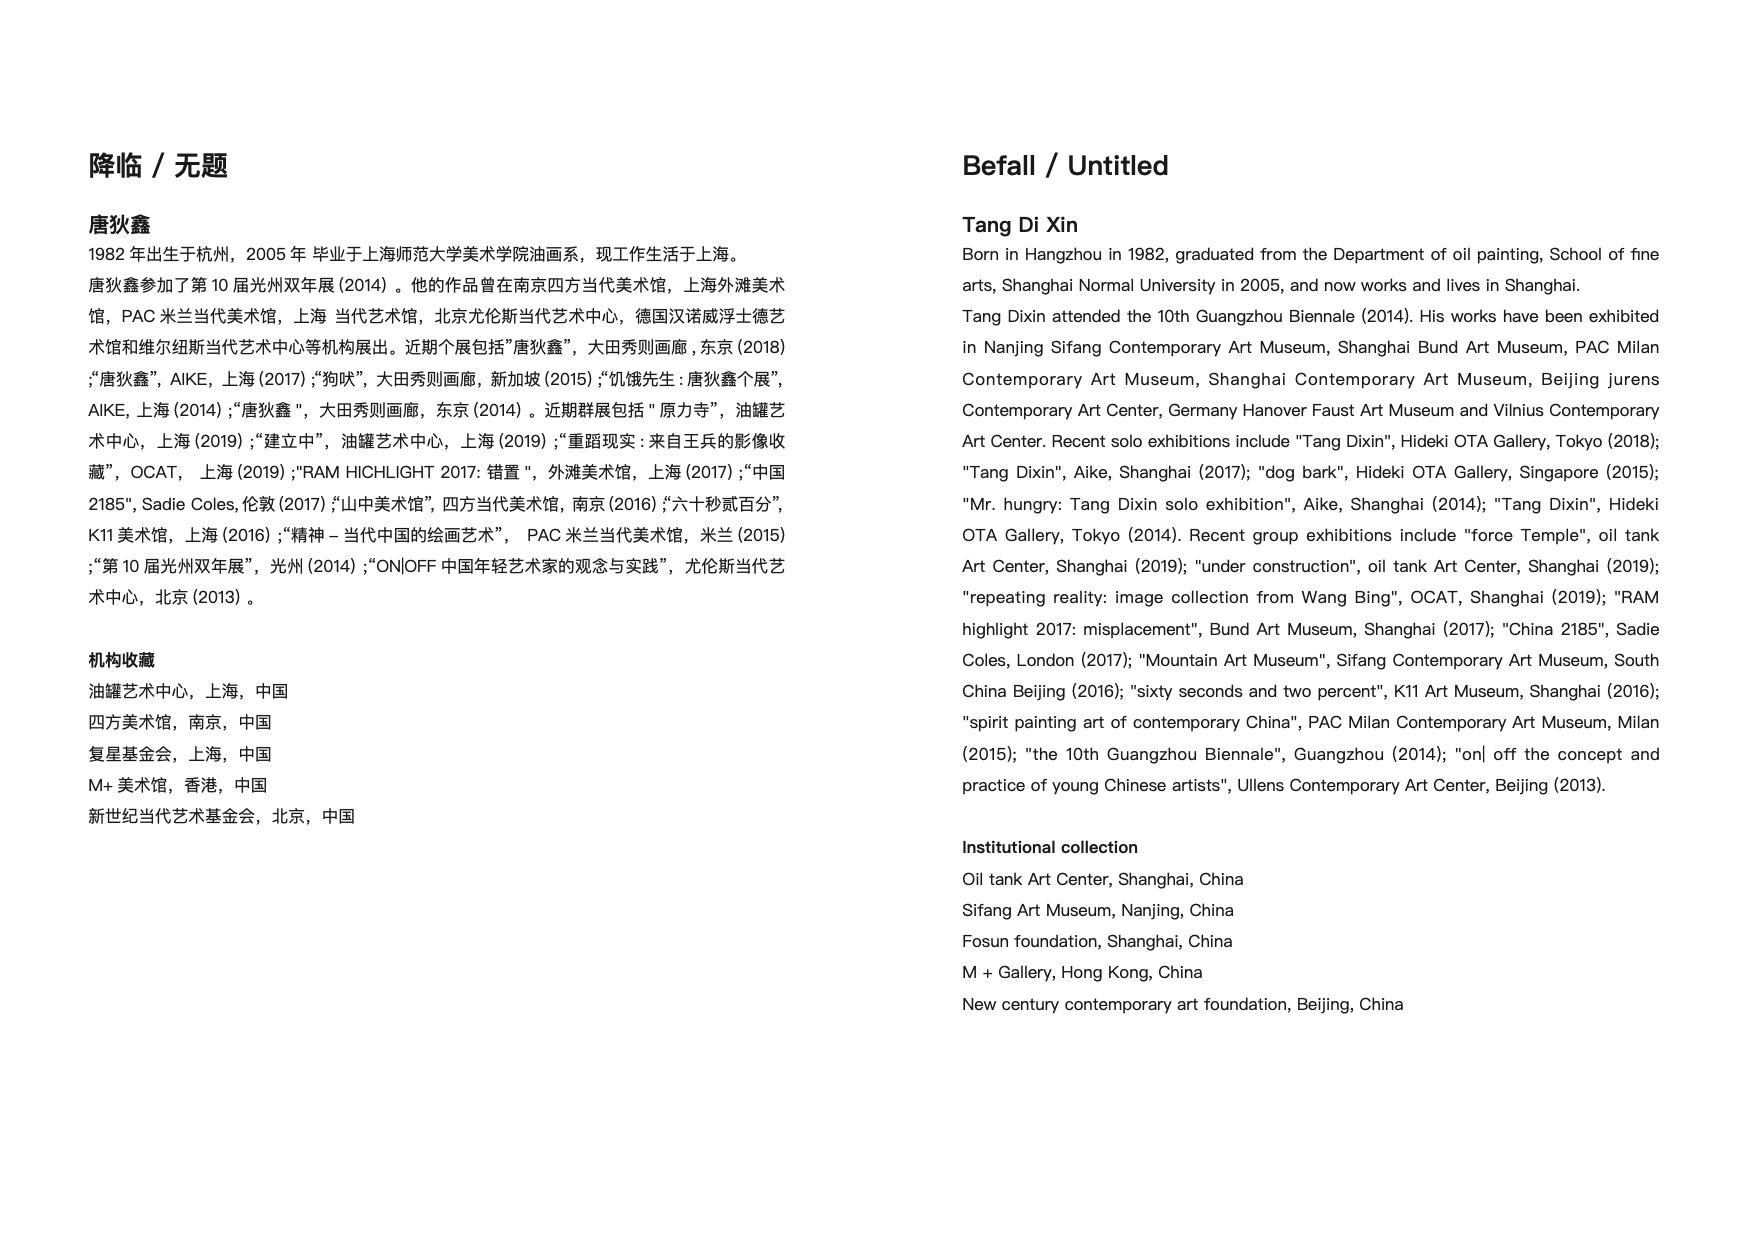 降临 / 无题
唐狄鑫
1982 年出生于杭州，2005 年 毕业于上海师范大学美术学院油画系，现工作生活于上海。
唐狄鑫参加了第 10 届光州双年展 (2014) 。他的作品曾在南京四方当代美术馆，上海外滩美术
馆，PAC 米兰当代美术馆，上海 当代艺术馆，北京尤伦斯当代艺术中心，德国汉诺威浮士德艺
术馆和维尔纽斯当代艺术中心等机构展出。近期个展包括”唐狄鑫”，大田秀则画廊 , 东京 (2018)
;“唐狄鑫”, AIKE，上海 (2017) ;“狗吠”，大田秀则画廊，新加坡 (2015) ;“饥饿先生 : 唐狄鑫个展”,
AIKE, 上海 (2014) ;“唐狄鑫 "，大田秀则画廊，东京 (2014) 。近期群展包括 " 原力寺”，油罐艺
术中心，上海 (2019) ;“建立中”，油罐艺术中心，上海 (2019) ;“重蹈现实 : 来自王兵的影像收
藏”，OCAT， 上海 (2019) ;"RAM HICHLIGHT 2017: 错置 "，外滩美术馆，上海 (2017) ;“中国
2185", Sadie Coles, 伦敦 (2017) ;“山中美术馆”, 四方当代美术馆，南京 (2016) ;“六十秒贰百分”,
K11 美术馆，上海 (2016) ;“精神 – 当代中国的绘画艺术”， PAC 米兰当代美术馆，米兰 (2015)
;“第 10 届光州双年展”，光州 (2014) ;“ON|OFF 中国年轻艺术家的观念与实践”，尤伦斯当代艺
术中心，北京 (2013) 。
机构收藏
油罐艺术中心，上海，中国
四方美术馆，南京，中国
复星基金会，上海，中国
M+ 美术馆，香港，中国
新世纪当代艺术基金会，北京，中国
Befall / Untitled
Tang Di Xin
Born in Hangzhou in 1982, graduated from the Department of oil painting, School of fine
arts, Shanghai Normal University in 2005, and now works and lives in Shanghai.
Tang Dixin attended the 10th Guangzhou Biennale (2014). His works have been exhibited
in Nanjing Sifang Contemporary Art Museum, Shanghai Bund Art Museum, PAC Milan
Contemporary Art Museum, Shanghai Contemporary Art Museum, Beijing jurens
Contemporary Art Center, Germany Hanover Faust Art Museum and Vilnius Contemporary
Art Center. Recent solo exhibitions include "Tang Dixin", Hideki OTA Gallery, Tokyo (2018);
"Tang Dixin", Aike, Shanghai (2017); "dog bark", Hideki OTA Gallery, Singapore (2015);
"Mr. hungry: Tang Dixin solo exhibition", Aike, Shanghai (2014); "Tang Dixin", Hideki
OTA Gallery, Tokyo (2014). Recent group exhibitions include "force Temple", oil tank
Art Center, Shanghai (2019); "under construction", oil tank Art Center, Shanghai (2019);
"repeating reality: image collection from Wang Bing", OCAT, Shanghai (2019); "RAM
highlight 2017: misplacement", Bund Art Museum, Shanghai (2017); "China 2185", Sadie
Coles, London (2017); "Mountain Art Museum", Sifang Contemporary Art Museum, South
China Beijing (2016); "sixty seconds and two percent", K11 Art Museum, Shanghai (2016);
"spirit painting art of contemporary China", PAC Milan Contemporary Art Museum, Milan
(2015); "the 10th Guangzhou Biennale", Guangzhou (2014); "on| off the concept and
practice of young Chinese artists", Ullens Contemporary Art Center, Beijing (2013).
Institutional collection
Oil tank Art Center, Shanghai, China
Sifang Art Museum, Nanjing, China
Fosun foundation, Shanghai, China
M + Gallery, Hong Kong, China
New century contemporary art foundation, Beijing, China